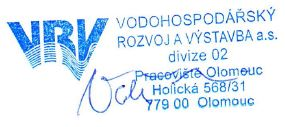 VRV VODOHOSPODÁŘSKÝ
ROZVOJ A VÝSTAVBA a.s.
divize 02
Pracoviště Olomouc
Holická 568/31
779 00 Olomouc